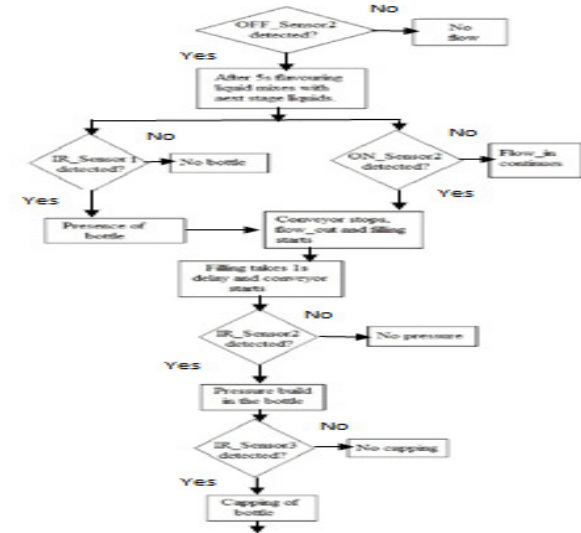 OFF_Sensor2
detected?
No
No
flow
Yes
After 5s flavouring
liquid mixes with
next stage liquids.
IR_Sensor1
detected?
No
No bottle
Yes
ON_Sensor2
detected?
No
Flow_in
continues
Yes
Presence of
bottle
Conveyor stops,
flow_out and filling
starts
Filling takes 1s
delay and conveyor
starts
IR_Sensor2
detected?
No
No pressure
Yes
Pressure build
in the bottle
IR_Sensor3
detected?
No
No capping
Yes
Capping of
bottle